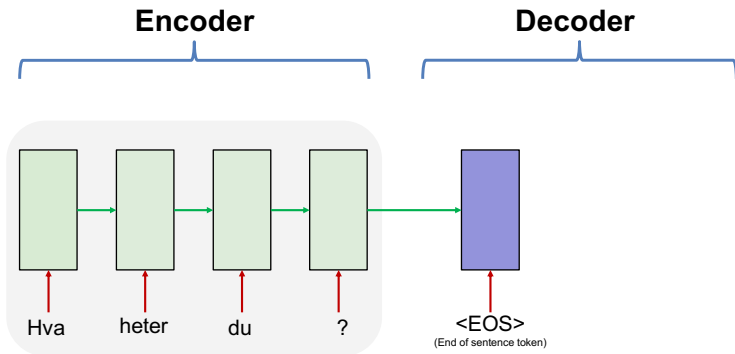 Encoder
Decoder
Hva
heter
du
?
<EOS>
(End of sentence token)